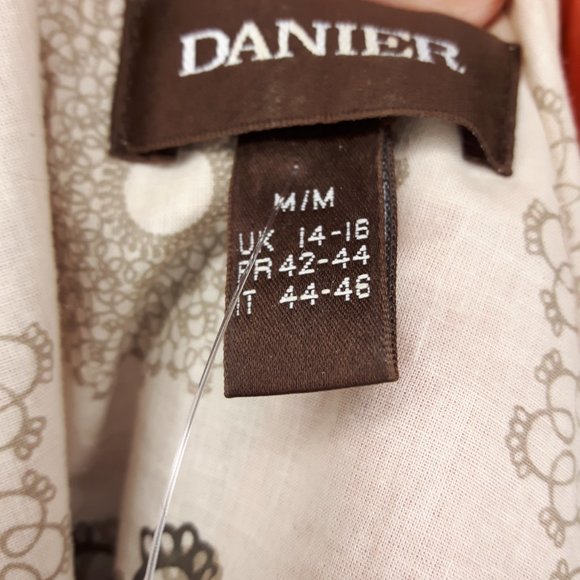 DANIER
M/M
UK 14-16
FR 42-44
IT 44-46